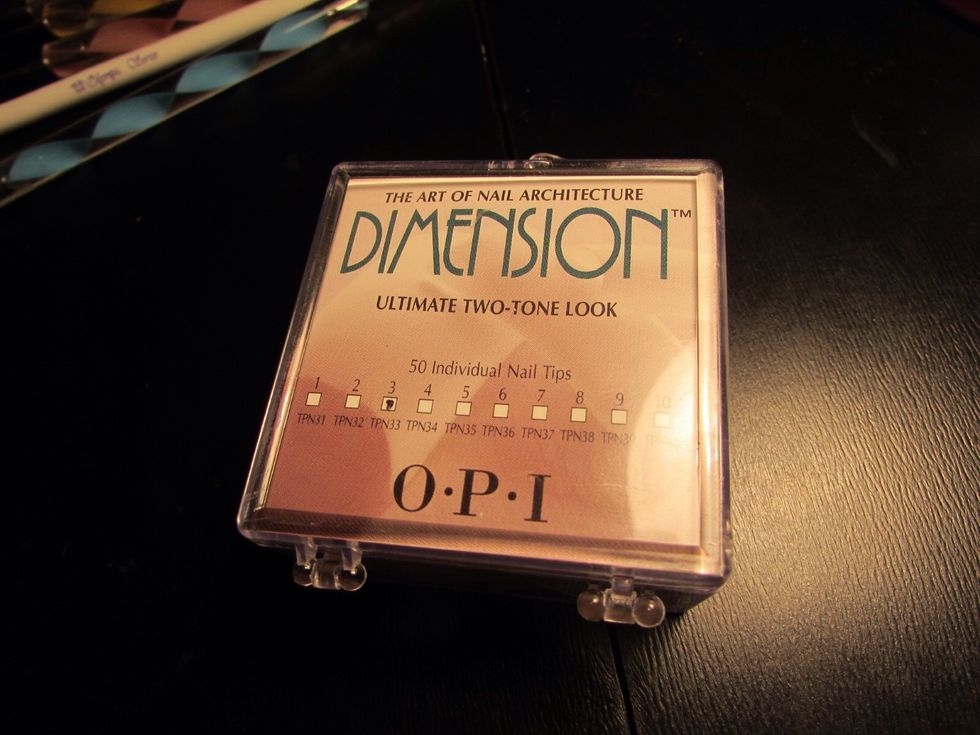 THE ART OF NAIL ARCHITECTURE
DIMENSION™
ULTIMATE TWO-TONE LOOK
50 Individual Nail Tips
1 2 3 4 5 6 7 8 9 10
TPN31 TPN32 TPN33 TPN34 TPN35 TPN36 TPN37 TPN38
O·P·I